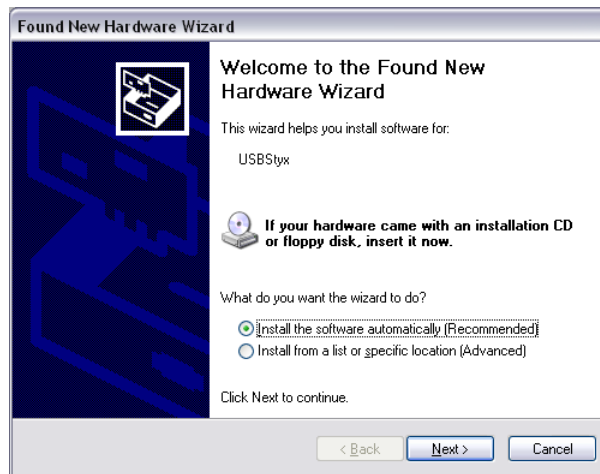 Found New Hardware Wizard
Welcome to the Found New
Hardware Wizard
This wizard helps you install software for:
USBStyx
If your hardware came with an installation CD
or floppy disk, insert it now.
What do you want the wizard to do?
Install the software automatically (Recommended)
Install from a list or specific location (Advanced)
Click Next to continue.
< Back Next > Cancel